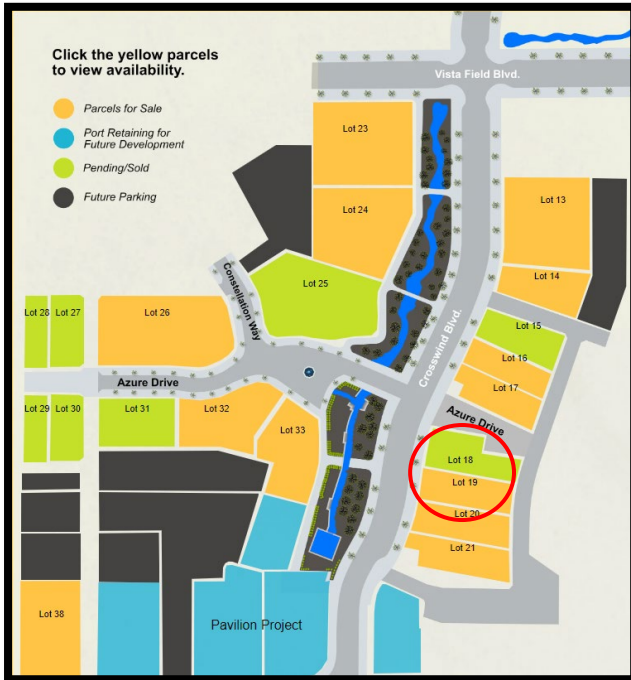 Click the yellow parcels
to view availability.
Parcels for Sale
Port Retaining for
Future Development
Pending/Sold
Future Parking
Vista Field Blvd.
Lot 23
Lot 24
Lot 13
Lot 14
Lot 25
Constellation Way
Lot 28
Lot 27
Lot 26
Crosswind Blvd.
Lot 15
Lot 16
Lot 17
Azure Drive
Azure Drive
Lot 29
Lot 30
Lot 31
Lot 32
Lot 33
Lot 18
Lot 19
Lot 20
Lot 21
Lot 38
Pavilion Project